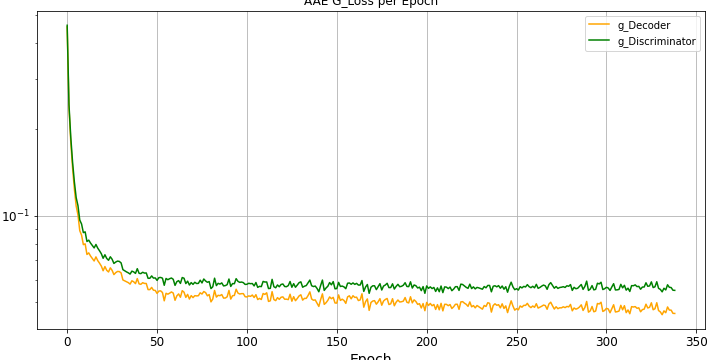 AAE G_Loss per Epoch
g_Decoder
g_Discriminator
10⁻¹
0 50 100 150 200 250 300 350
Epoch